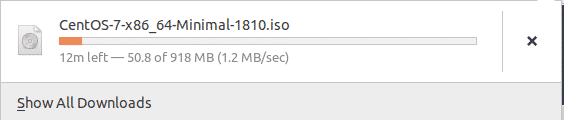 CentOS-7-x86_64-Minimal-1810.iso
12m left — 50.8 of 918 MB (1.2 MB/sec)
Show All Downloads